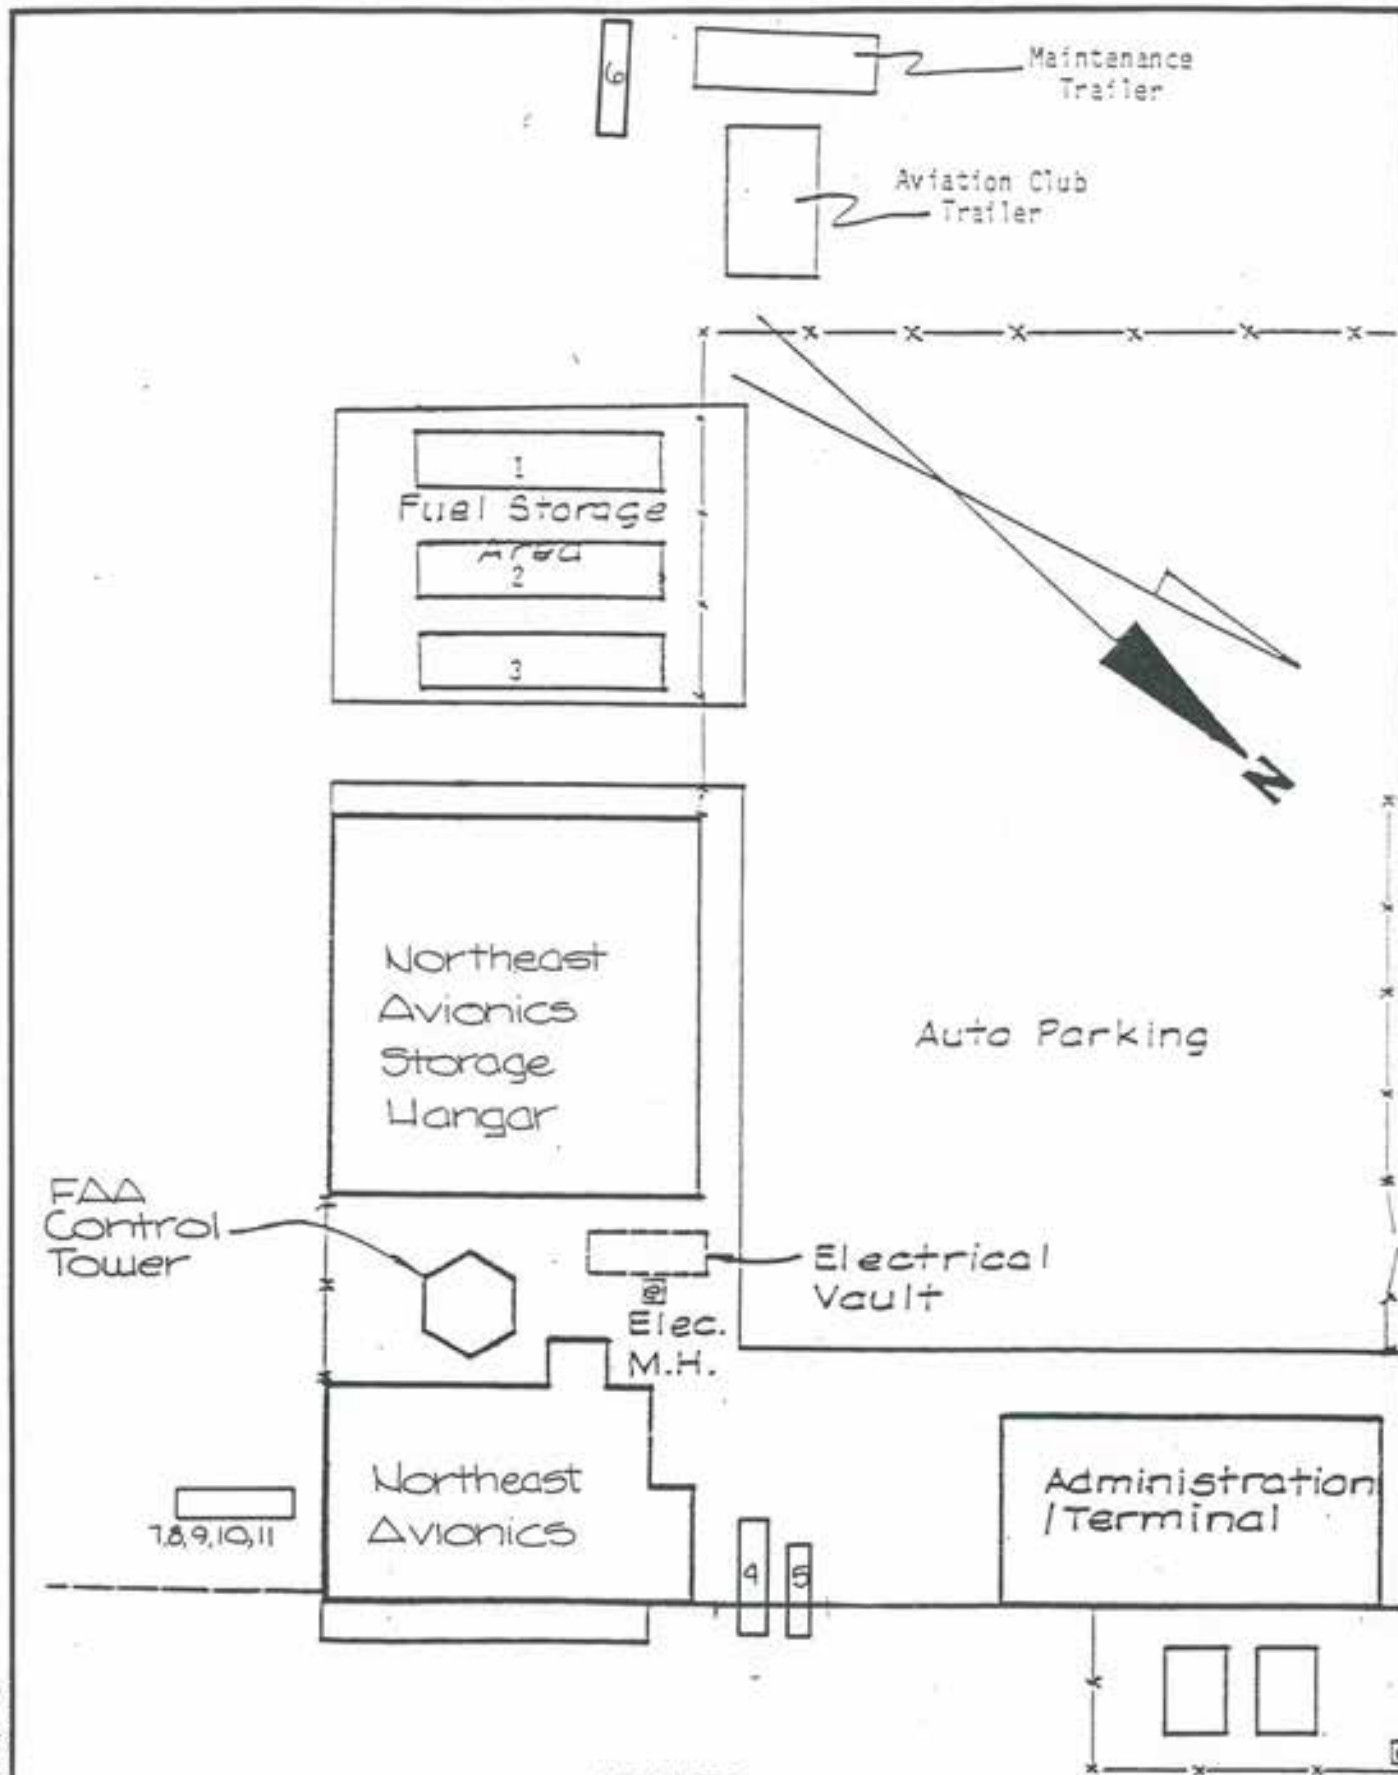 6
Maintenance
Trailer
Aviation Club
Trailer
1
Fuel Storage
Area
2
3
N
Northeast
Avionics
Storage
Hangar
Auto Parking
FAA
Control
Tower
Electrical
Vault
e
Elec.
M.H.
Northeast
Avionics
Administration
/Terminal
7,8,9,10,11
4
5